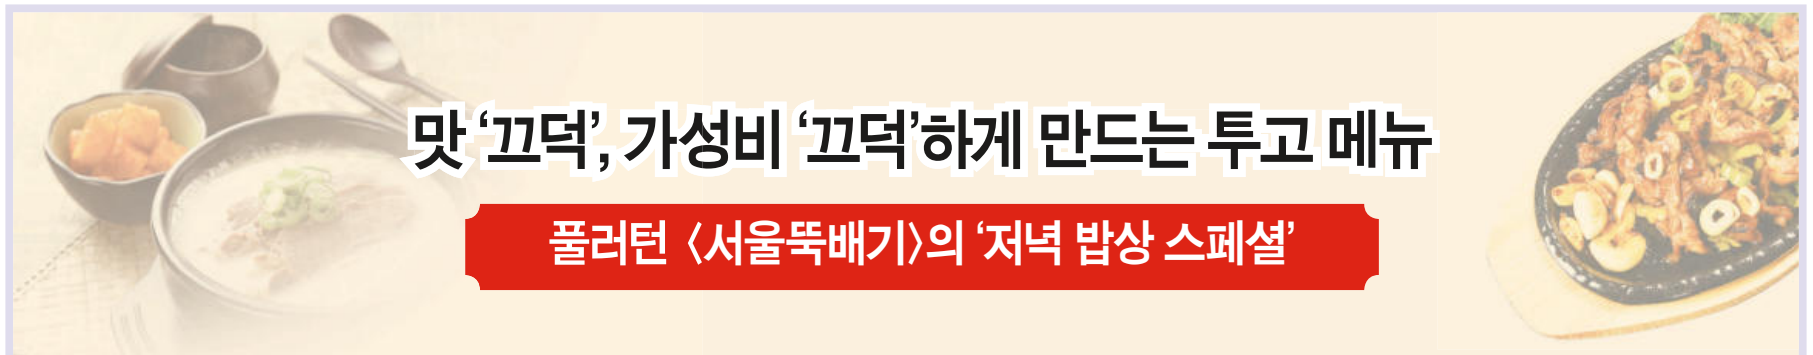 맛 ‘끄덕’, 가성비 ‘끄덕’하게 만드는 투고 메뉴
풀러턴 〈서울뚝배기〉의 ‘저녁 밥상 스페셜’